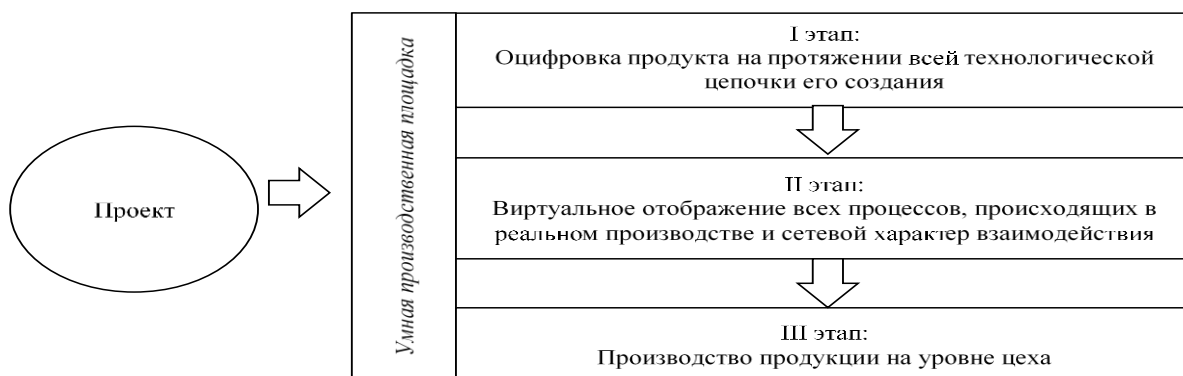 Проект
Умная производственная площадка
I этап:
Оцифровка продукта на протяжении всей технологической
цепочки его создания
II этап:
Виртуальное отображение всех процессов, происходящих в
реальном производстве и сетевой характер взаимодействия
III этап:
Производство продукции на уровне цеха